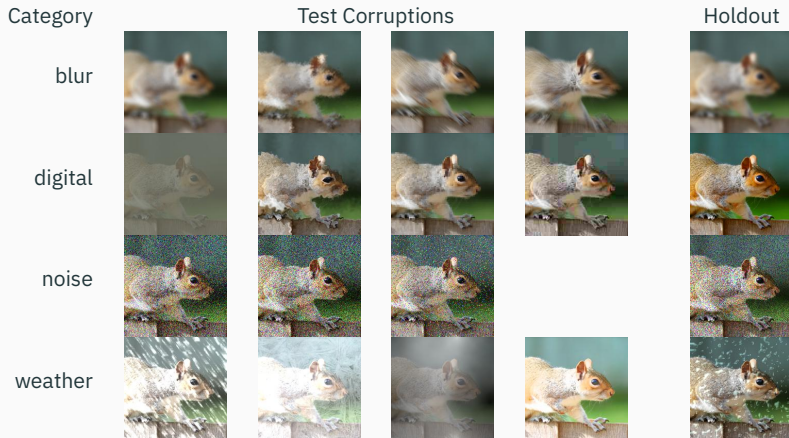 Category Test Corruptions Holdout
blur
digital
noise
weather